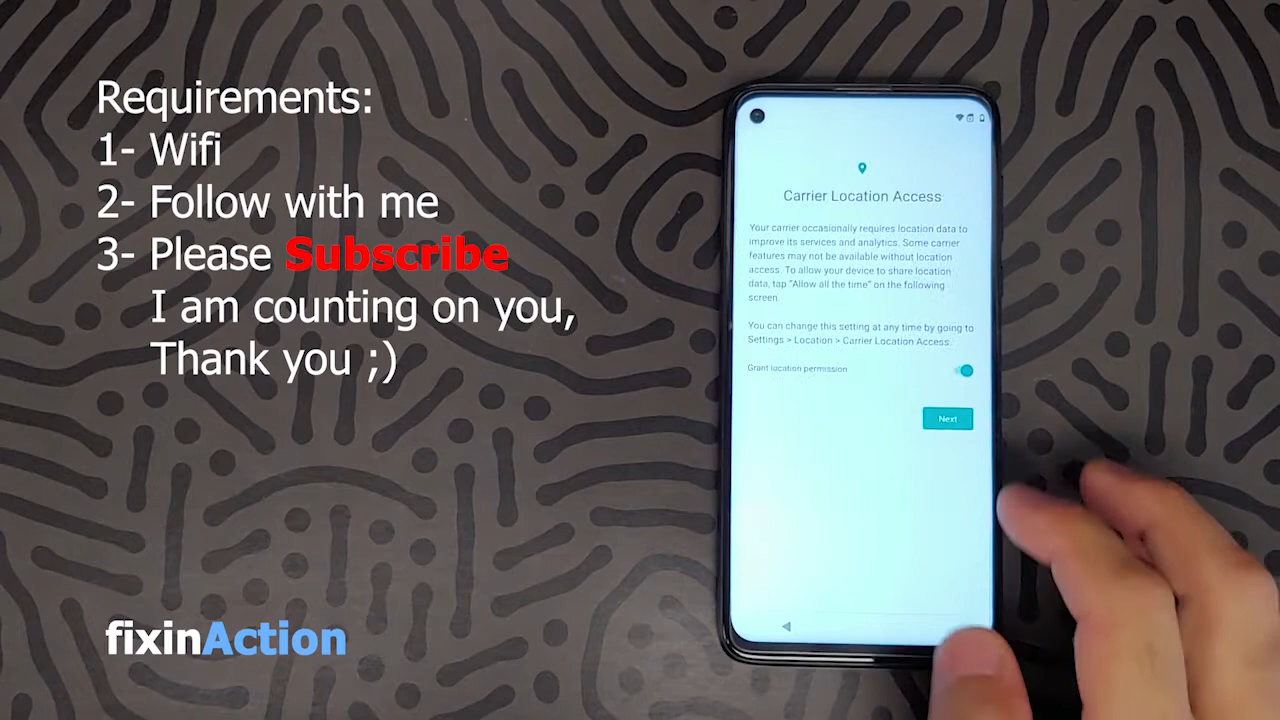 Requirements:
1- Wifi
2- Follow with me
3- Please Subscribe
I am counting on you,
Thank you ;)
fixinAction
Carrier Location Access
Your carrier occasionally requires location data to
improve its services and analytics. Some carrier
features may not be available without location
access. To allow your device to share location
data, tap "Allow all the time" on the following
screen.
You can change this setting at any time by going to
Settings > Location > Carrier Location Access.
Grant location permission
Next